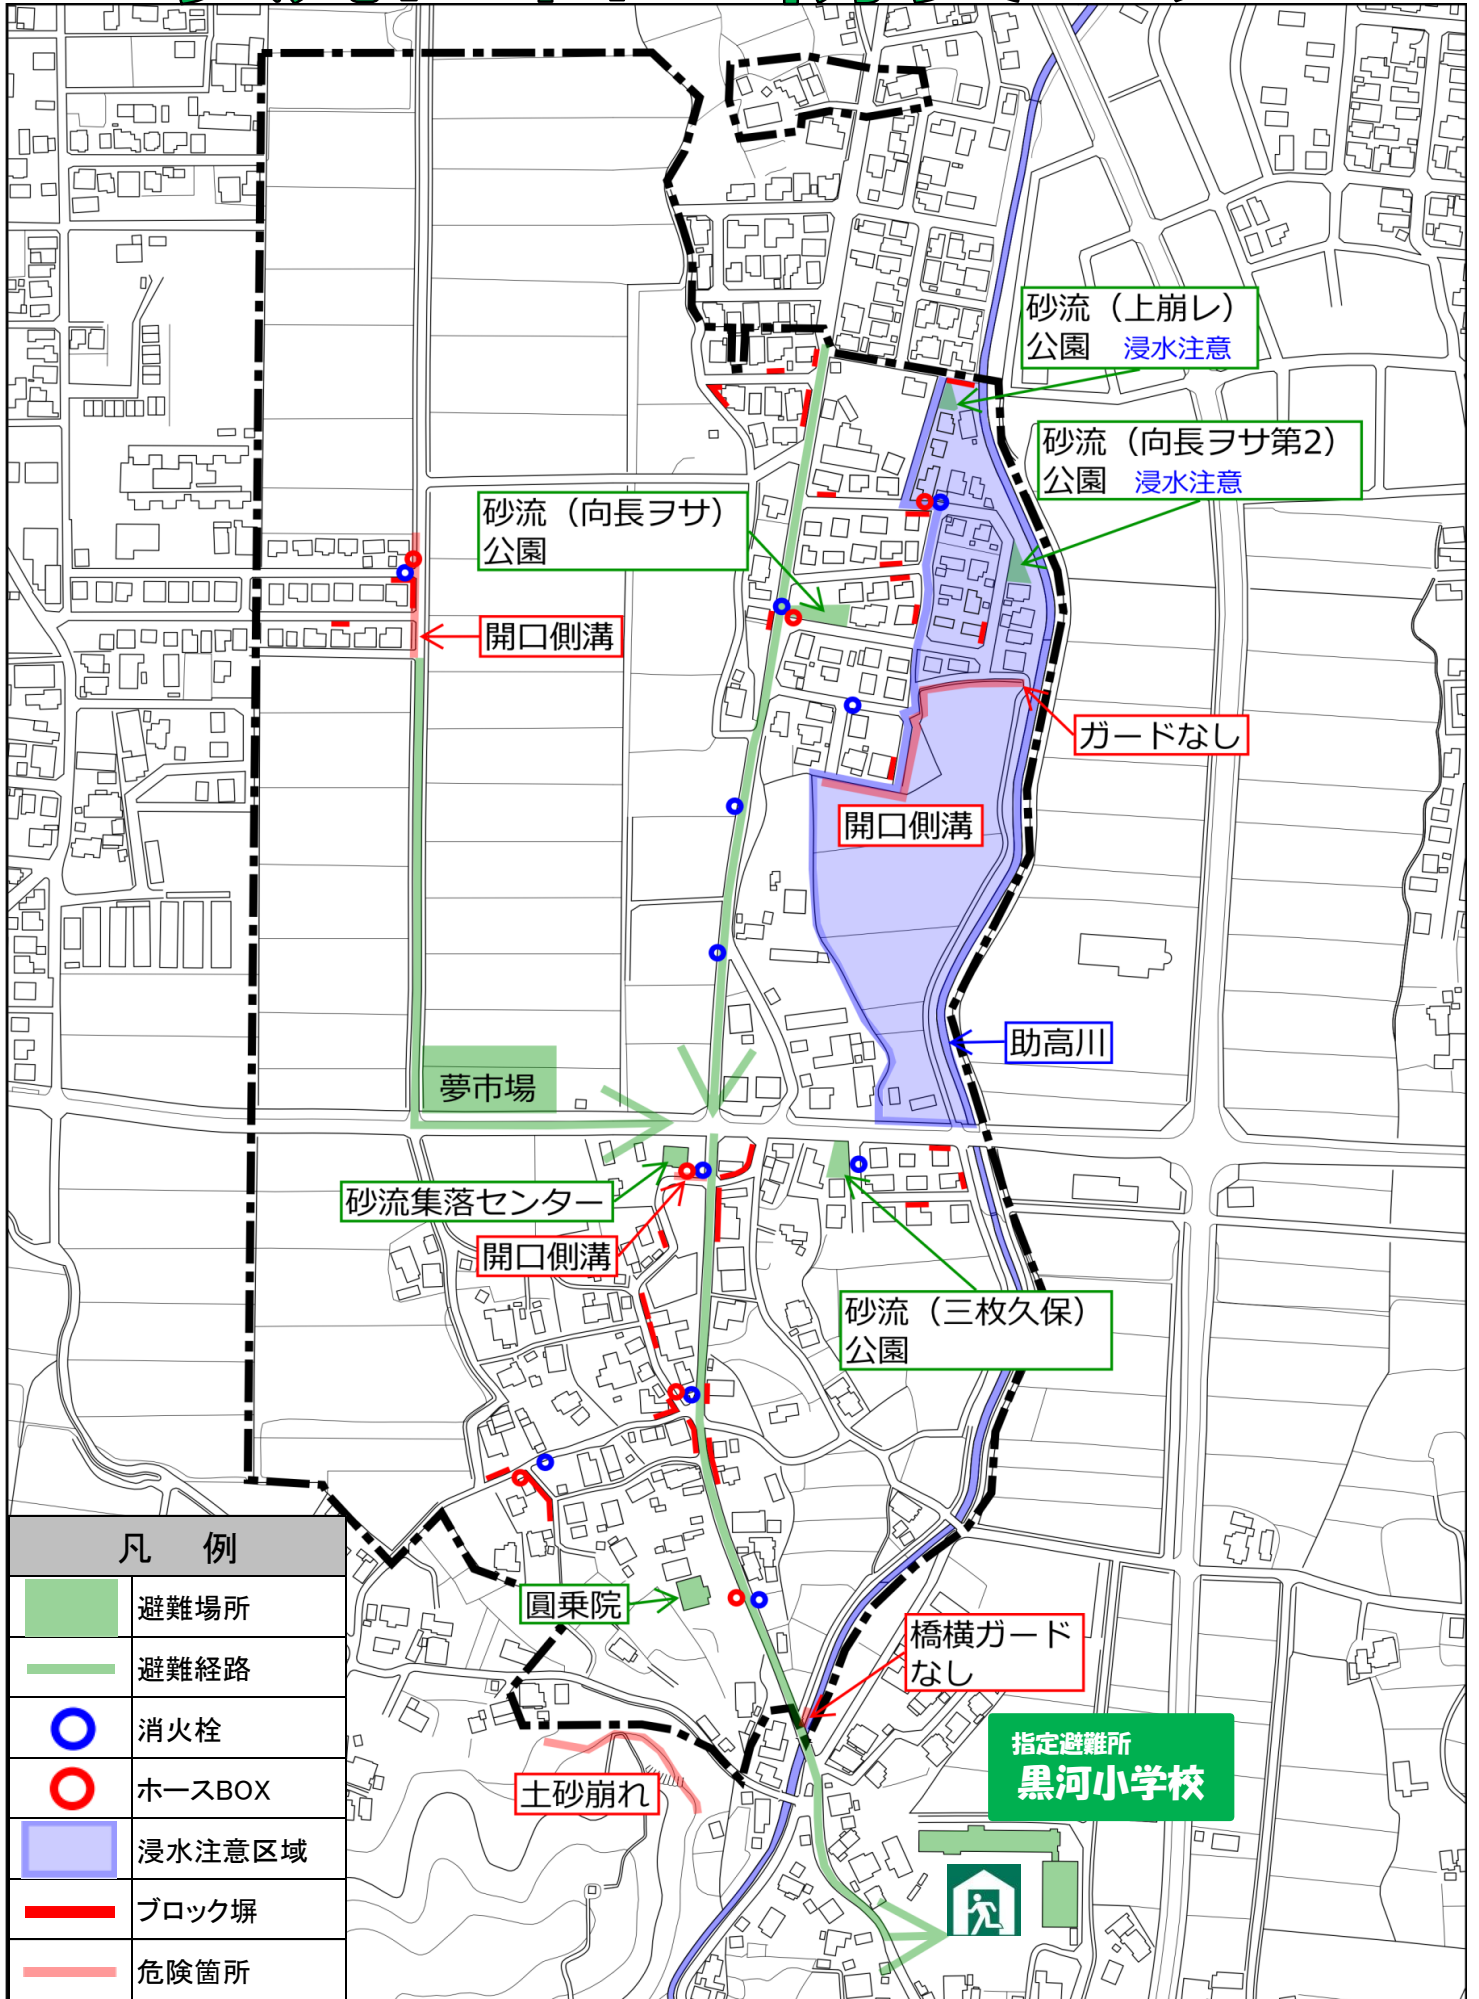 砂流（上崩レ）
公園 浸水注意
砂流（向長ヲサ第2）
公園 浸水注意
砂流（向長ヲサ）
公園
開口側溝
ガードなし
開口側溝
助高川
夢市場
砂流集落センター
開口側溝
砂流（三枚久保）
公園
圓乗院
橋横ガード
なし
土砂崩れ
指定避難所
黒河小学校
凡 例
避難場所
避難経路
消火栓
ホースBOX
浸水注意区域
ブロック塀
危険箇所